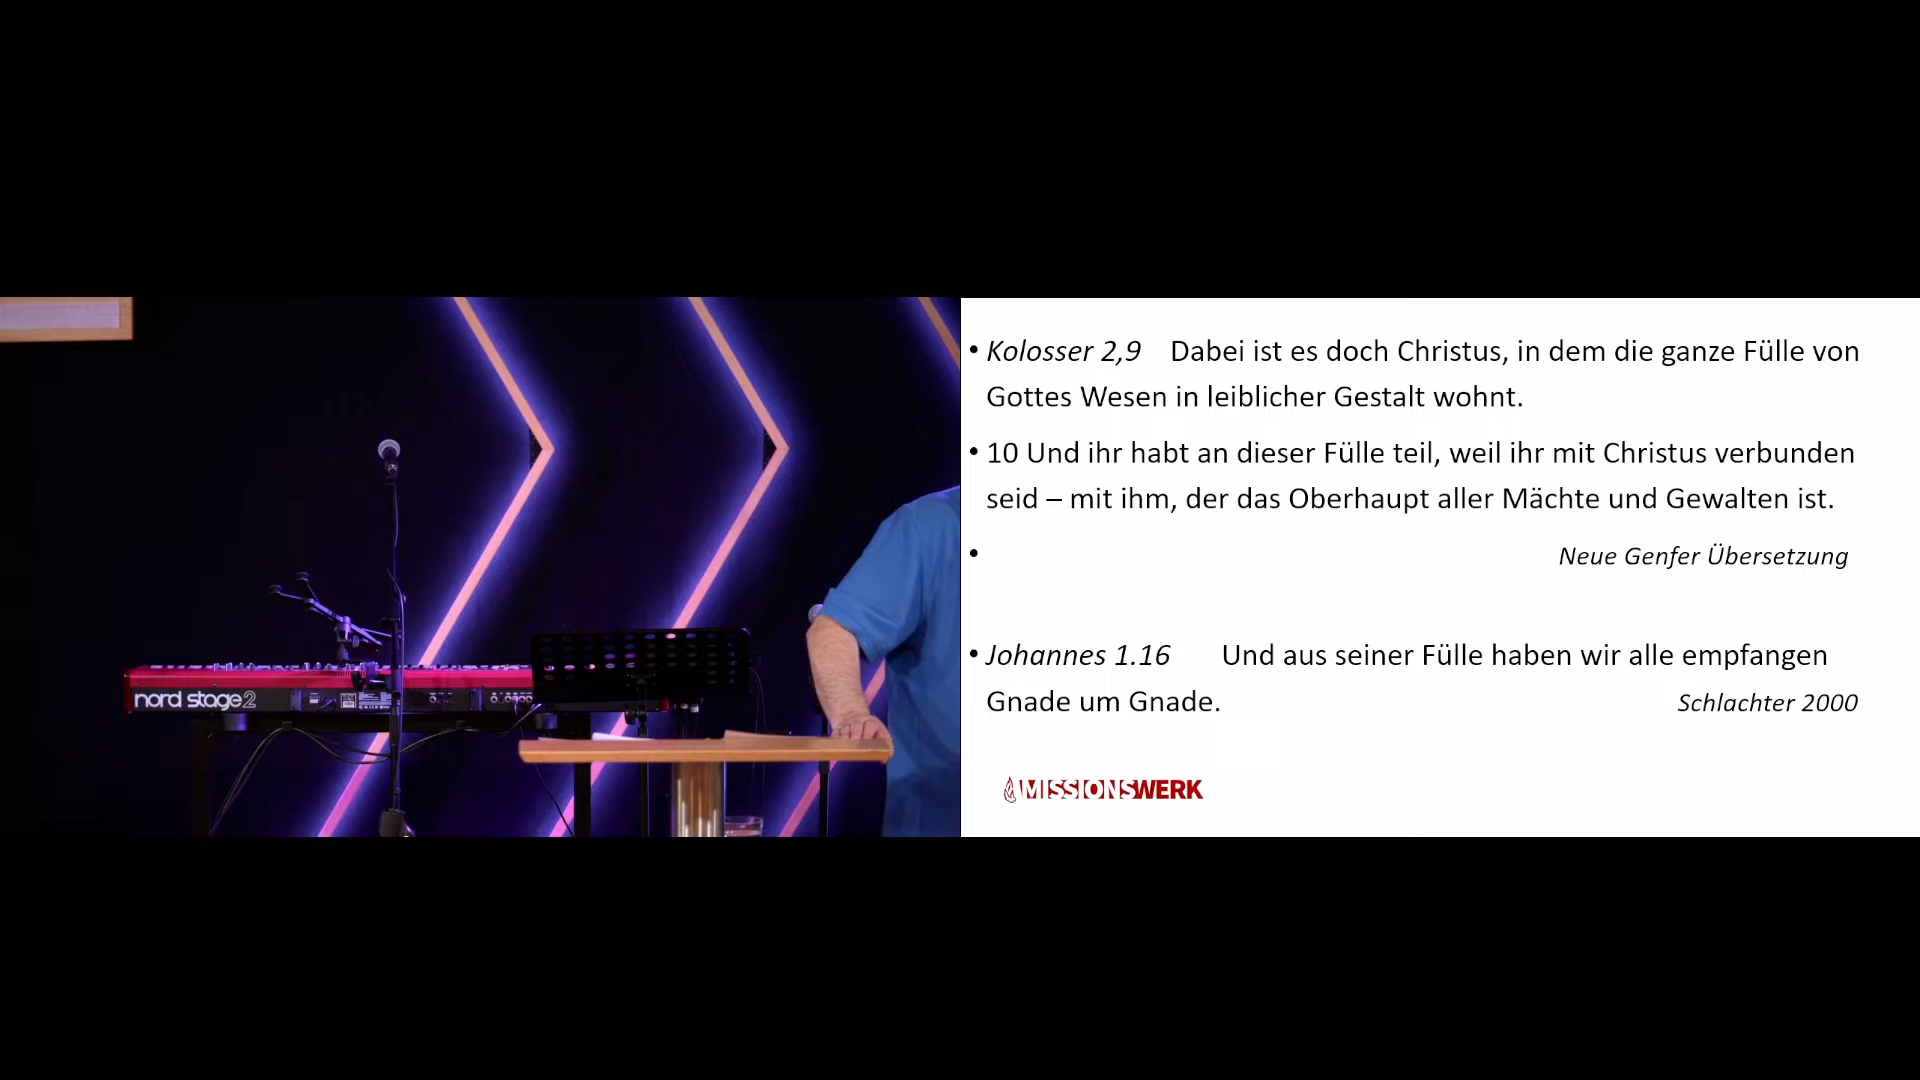 nord stage2
• Kolosser 2,9 Dabei ist es doch Christus, in dem die ganze Fülle von
Gottes Wesen in leiblicher Gestalt wohnt.
• 10 Und ihr habt an dieser Fülle teil, weil ihr mit Christus verbunden
seid – mit ihm, der das Oberhaupt aller Mächte und Gewalten ist.
• Neue Genfer Übersetzung
• Johannes 1.16 Und aus seiner Fülle haben wir alle empfangen
Gnade um Gnade. Schlachter 2000
MISSIONSWERK